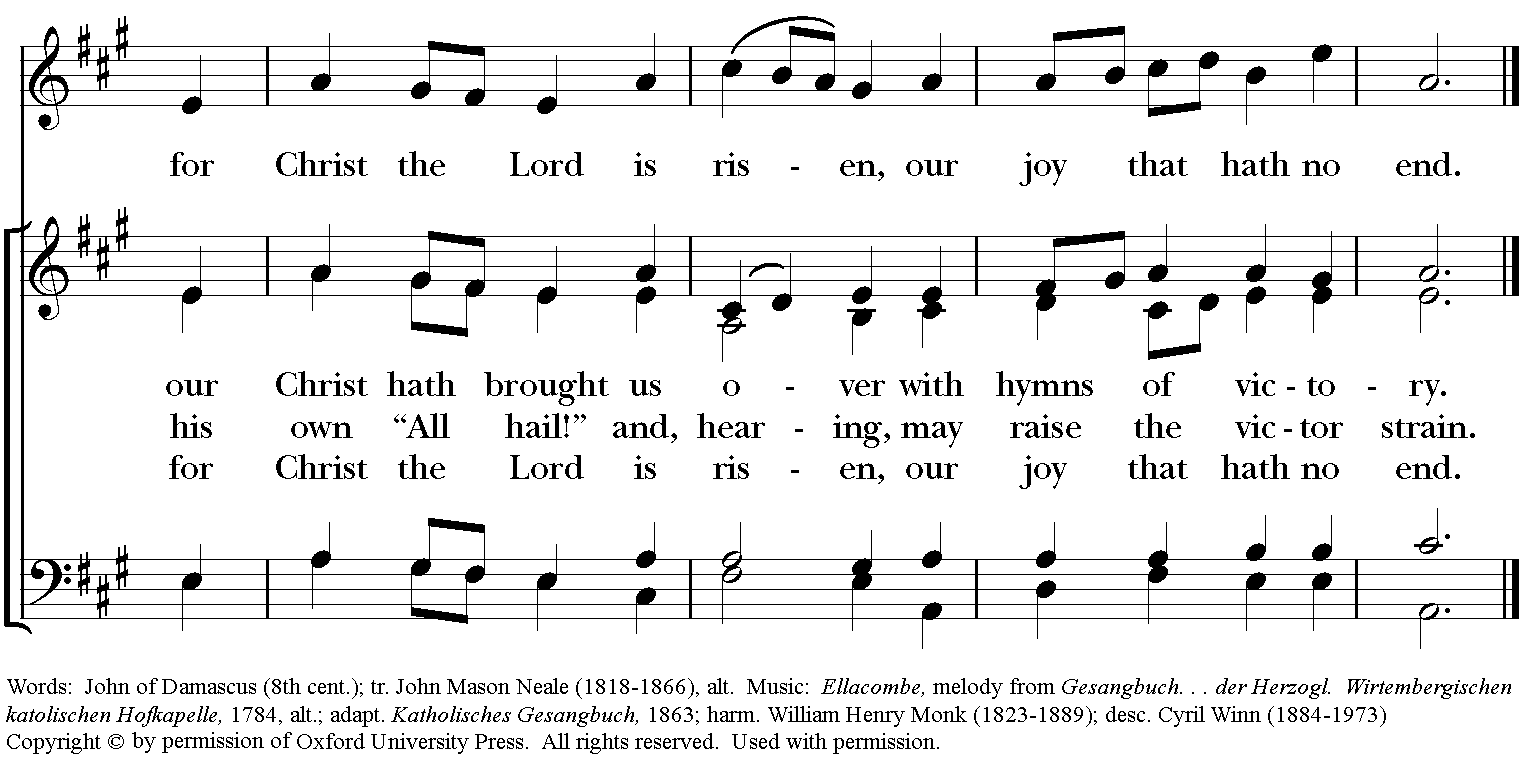 for Christ the Lord is ris - en, our joy that hath no end.
our Christ hath brought us o - ver with hymns of vic - to - ry.
his own “All hail!” and, hear - ing, may raise the vic - tor strain.
for Christ the Lord is ris - en, our joy that hath no end.
Words: John of Damascus (8th cent.); tr. John Mason Neale (1818-1866), alt. Music: Ellacombe, melody from Gesangbuch. . . der Herzogl. Wirtembergischen
katolischen Hofkapelle, 1784, alt.; adapt. Katholisches Gesangbuch, 1863; harm. William Henry Monk (1823-1889); desc. Cyril Winn (1884-1973)
Copyright © by permission of Oxford University Press. All rights reserved. Used with permission.